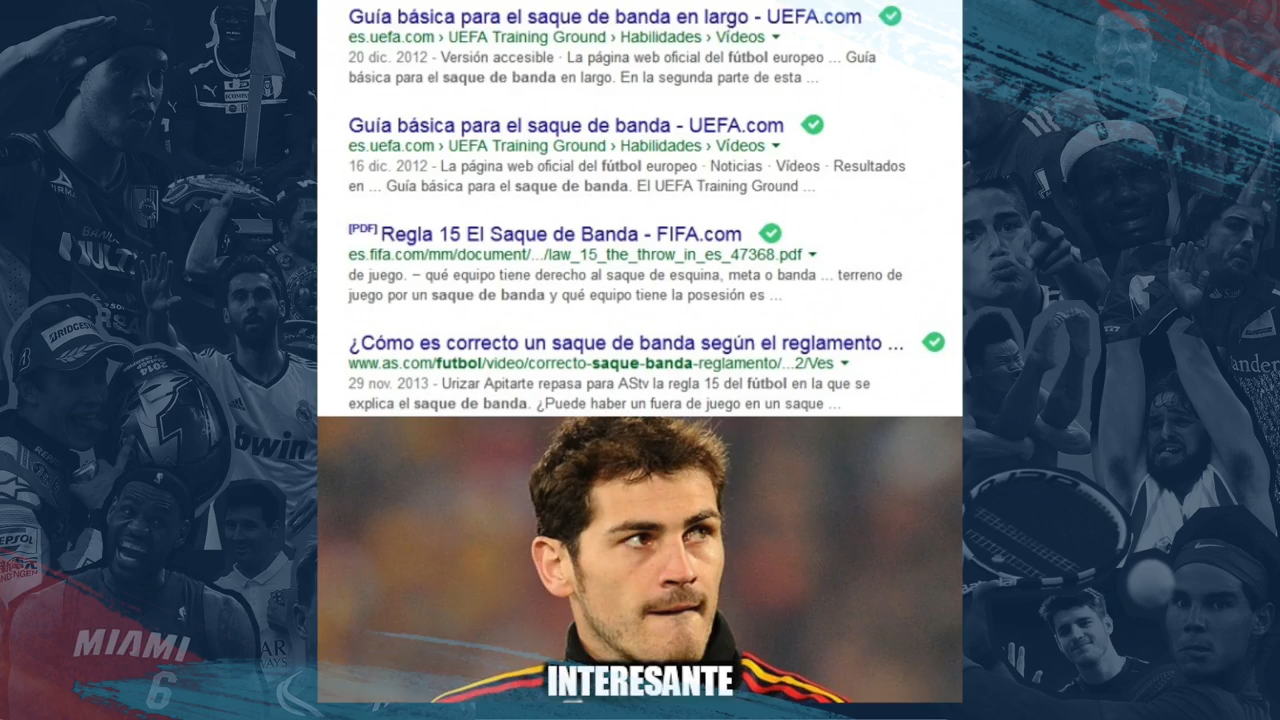 Guía básica para el saque de banda en largo - UEFA.com
es.uefa.com › UEFA Training Ground › Habilidades › Vídeos
20 dic. 2012 - Versión accesible · La página web oficial del fútbol europeo ... Guía
básica para el saque de banda en largo. En la segunda parte de esta ...
Guía básica para el saque de banda - UEFA.com
es.uefa.com › UEFA Training Ground › Habilidades › Vídeos
16 dic. 2012 - La página web oficial del fútbol europeo · Noticias · Vídeos · Resultados
en ... Guía básica para el saque de banda. El UEFA Training Ground ...
[PDF] Regla 15 El Saque de Banda - FIFA.com
es.fifa.com/mm/document/.../law_15_the_throw_in_es_47368.pdf
de juego. – qué equipo tiene derecho al saque de esquina, meta o banda ... terreno de
juego por un saque de banda y qué equipo tiene la posesión es ...
¿Cómo es correcto un saque de banda según el reglamento ...
www.as.com/futbol/video/correcto-saque-banda-reglamento/...2/Ves
29 nov. 2013 - Urizar Apitarte repasa para AStv la regla 15 del fútbol en la que se
explica el saque de banda. ¿Puede haber un fuera de juego en un saque ...
INTERESANTE
BRIDGES
bwin
MIAMI
6